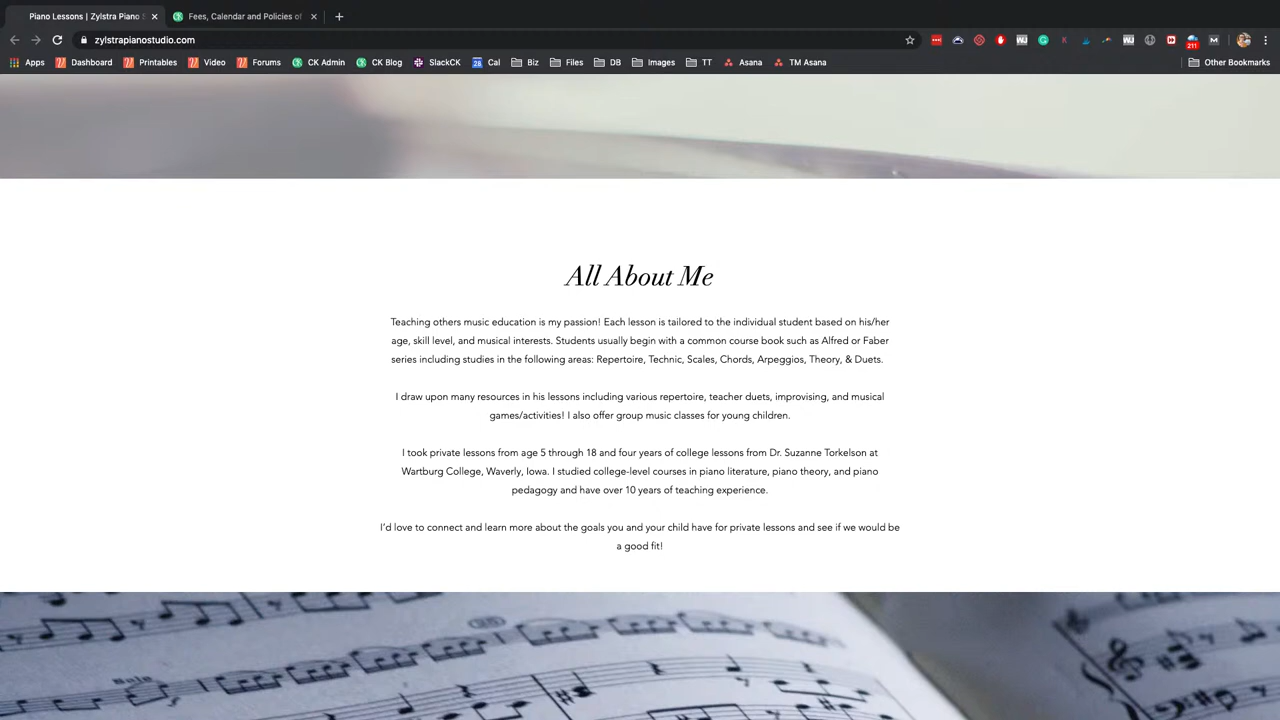 Piano Lessons | Zylstra Piano S
Fees, Calendar and Policies of
zylstrapianostudio.com
211
Apps Dashboard Printables Video Forums CK Admin CK Blog SlackCK 28 Cal Biz Files DB Images TT Asana TM Asana Other Bookmarks
All About Me
Teaching others music education is my passion! Each lesson is tailored to the individual student based on his/her
age, skill level, and musical interests. Students usually begin with a common course book such as Alfred or Faber
series including studies in the following areas: Repertoire, Technic, Scales, Chords, Arpeggios, Theory, & Duets.
I draw upon many resources in his lessons including various repertoire, teacher duets, improvising, and musical
games/activities! I also offer group music classes for young children.
I took private lessons from age 5 through 18 and four years of college lessons from Dr. Suzanne Torkelson at
Wartburg College, Waverly, Iowa. I studied college-level courses in piano literature, piano theory, and piano
pedagogy and have over 10 years of teaching experience.
I'd love to connect and learn more about the goals you and your child have for private lessons and see if we would be
a good fit!